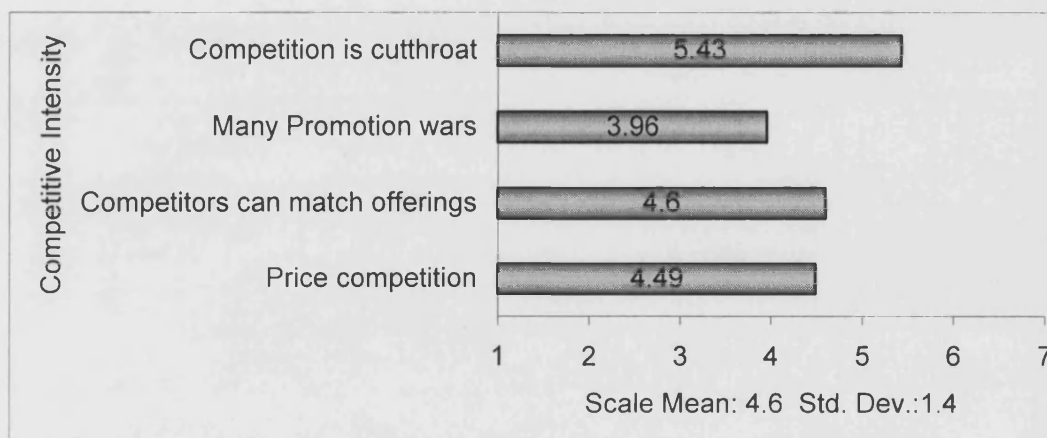 Competitive Intensity
Competition is cutthroat 5.43
Many Promotion wars 3.96
Competitors can match offerings 4.6
Price competition 4.49
1 2 3 4 5 6 7
Scale Mean: 4.6 Std. Dev.:1.4